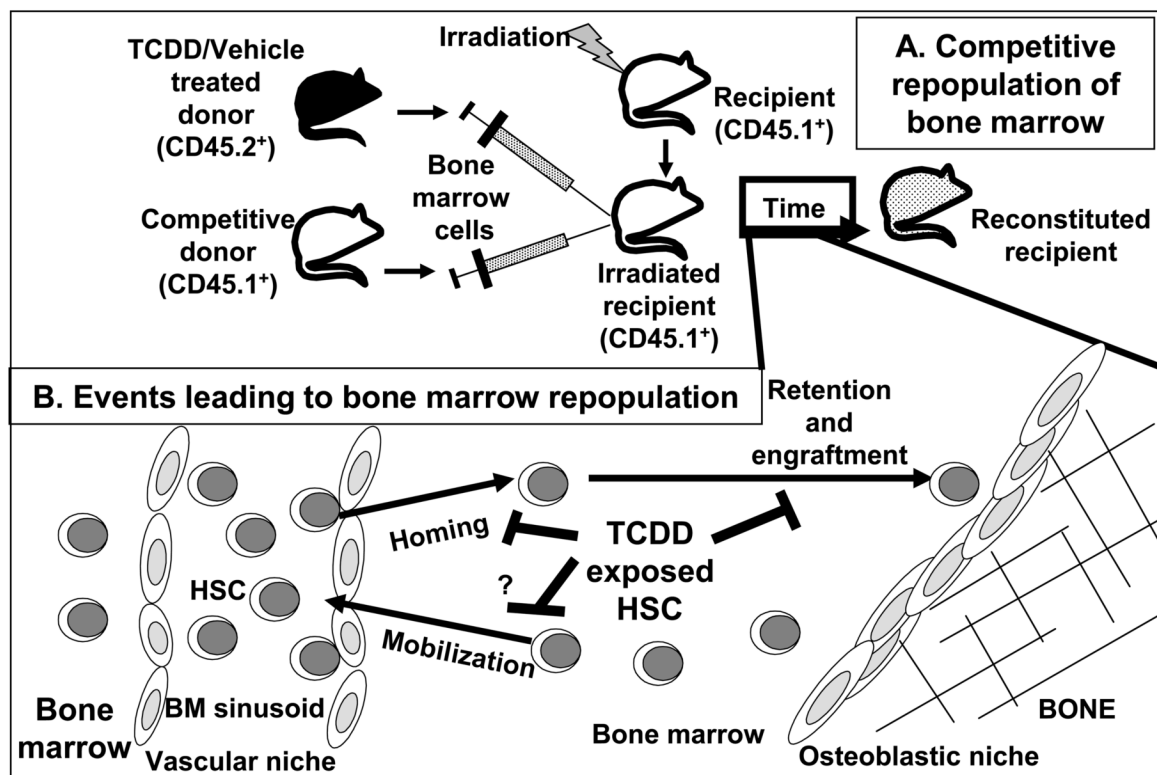 TCDD/Vehicle
treated
donor
(CD45.2⁺)
Irradiation
Recipient
(CD45.1⁺)
A. Competitive
repopulation of
bone marrow
Bone
marrow
cells
Competitive
donor
(CD45.1⁺)
Irradiated
recipient
(CD45.1⁺)
Time
Reconstituted
recipient
B. Events leading to bone marrow repopulation
Retention
and
engraftment
Homing
TCDD
exposed
HSC
?
HSC
Mobilization
Bone
marrow
BM sinusoid
Vascular niche
Bone marrow
BONE
Osteoblastic niche